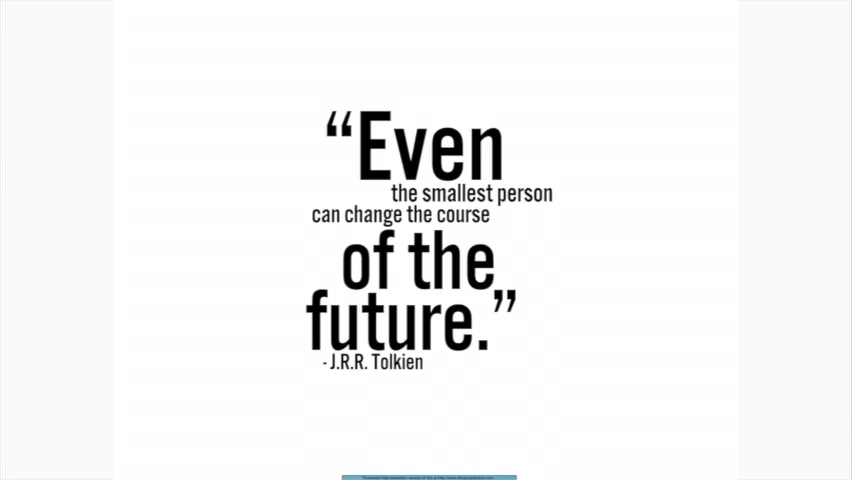 “Even
the smallest person
can change the course
of the
future.”
- J.R.R. Tolkien